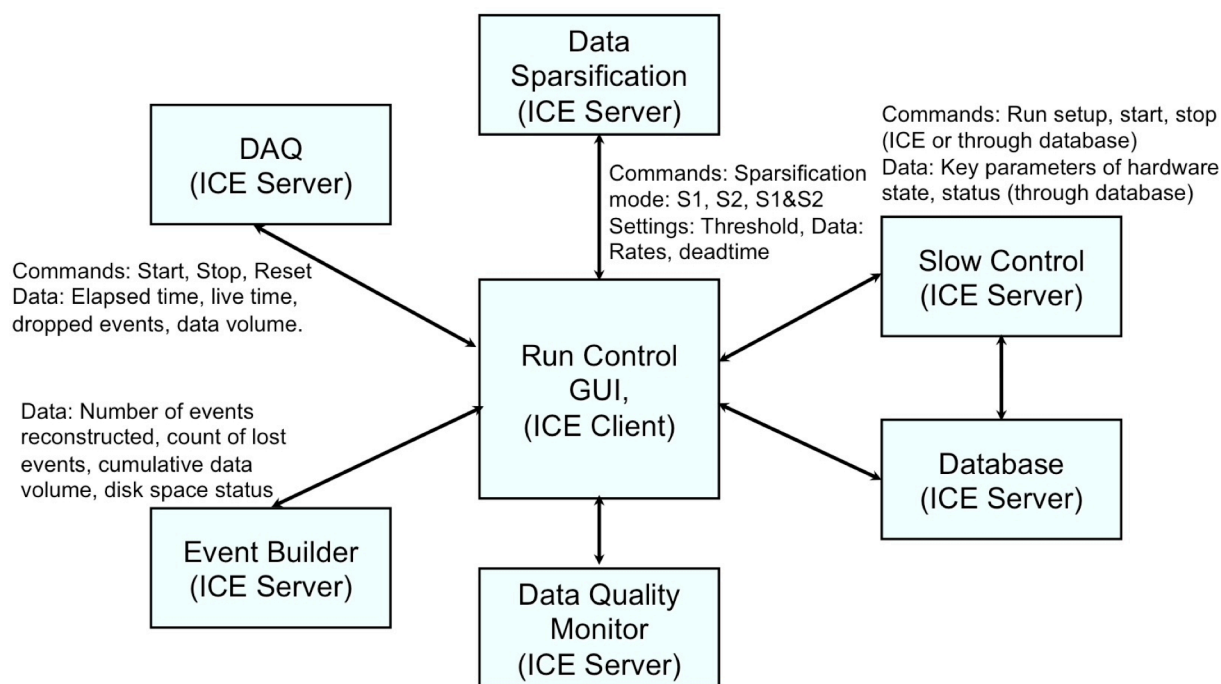 Data
Sparsification
(ICE Server)
DAQ
(ICE Server)
Commands: Run setup, start, stop
(ICE or through database)
Data: Key parameters of hardware
state, status (through database)
Commands: Sparsification
mode: S1, S2, S1&S2
Settings: Threshold, Data:
Rates, deadtime
Slow Control
(ICE Server)
Commands: Start, Stop, Reset
Data: Elapsed time, live time,
dropped events, data volume.
Run Control
GUI,
(ICE Client)
Data: Number of events
reconstructed, count of lost
events, cumulative data
volume, disk space status
Database
(ICE Server)
Event Builder
(ICE Server)
Data Quality
Monitor
(ICE Server)